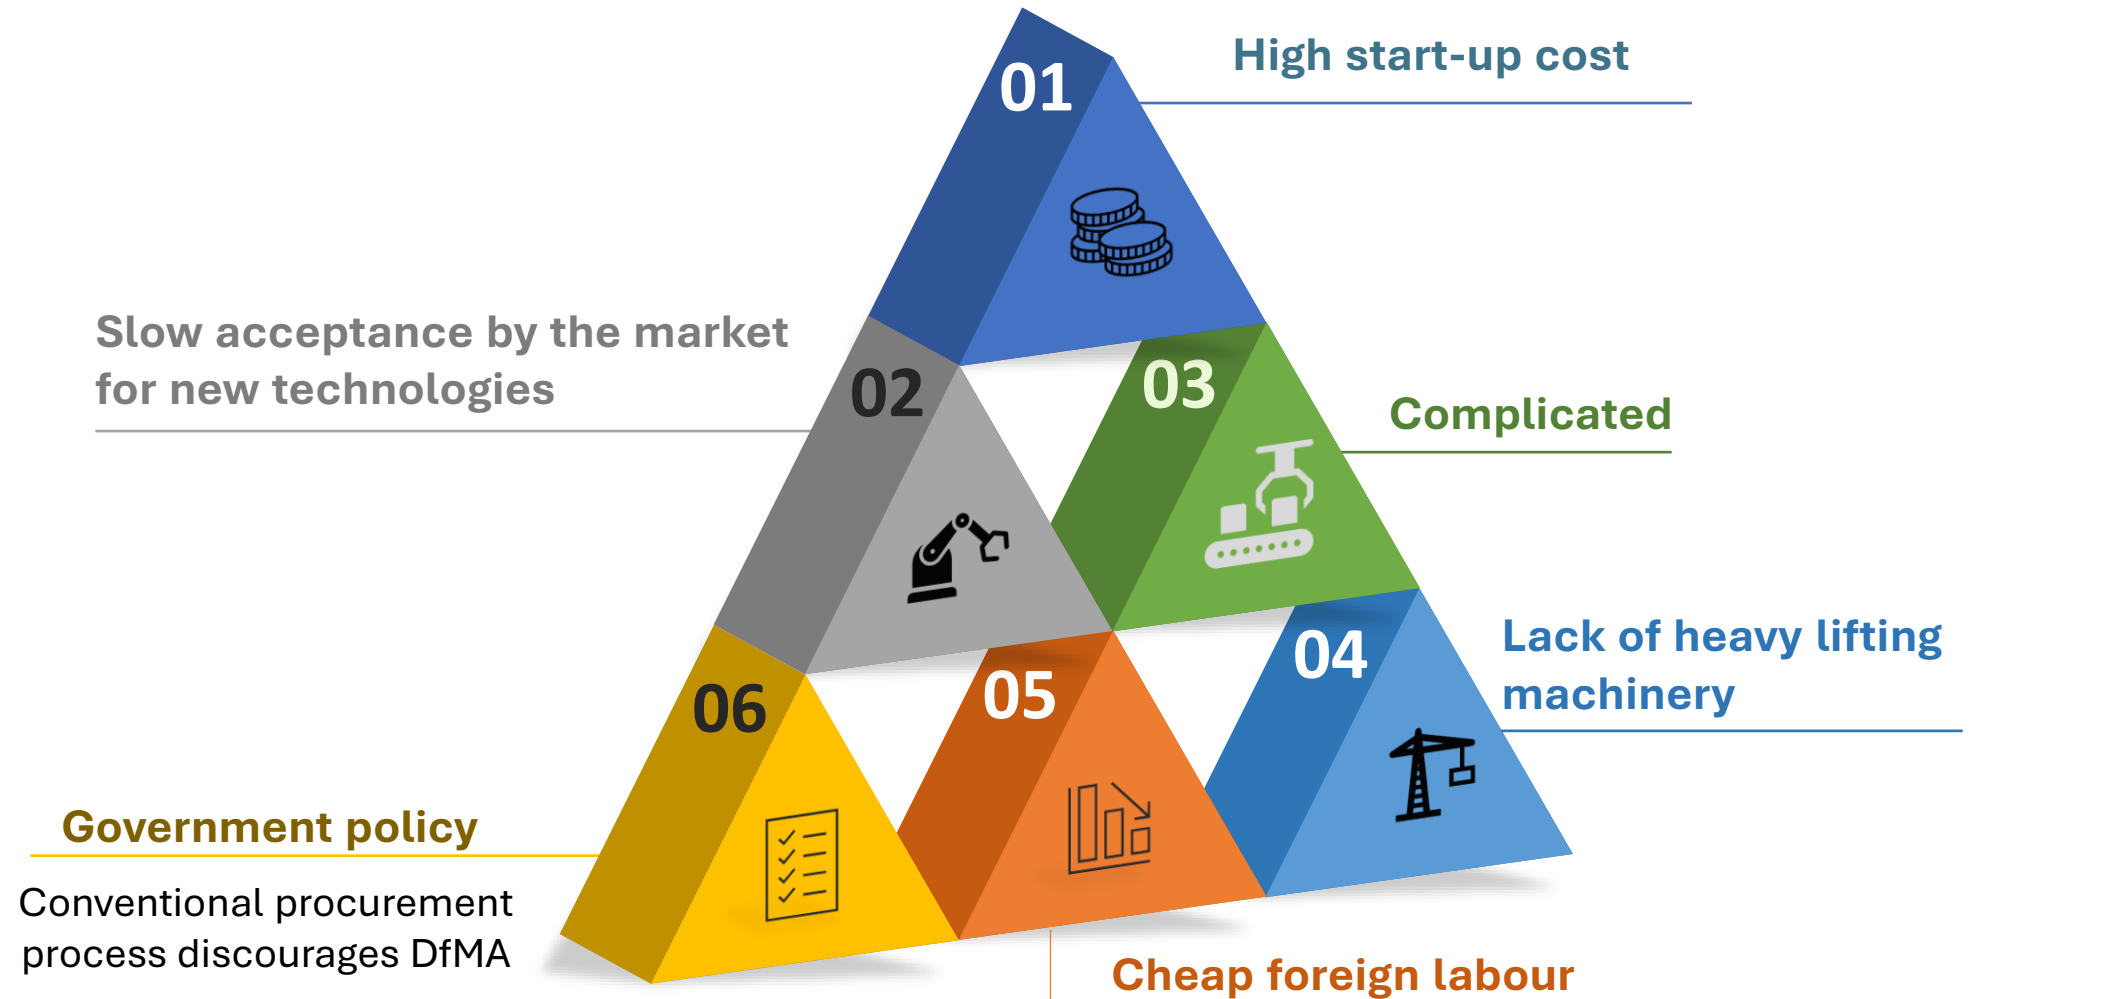 01
High start-up cost
Slow acceptance by the market
for new technologies
02
03
Complicated
04
Lack of heavy lifting
machinery
05
Cheap foreign labour
06
Government policy
Conventional procurement
process discourages DfMA